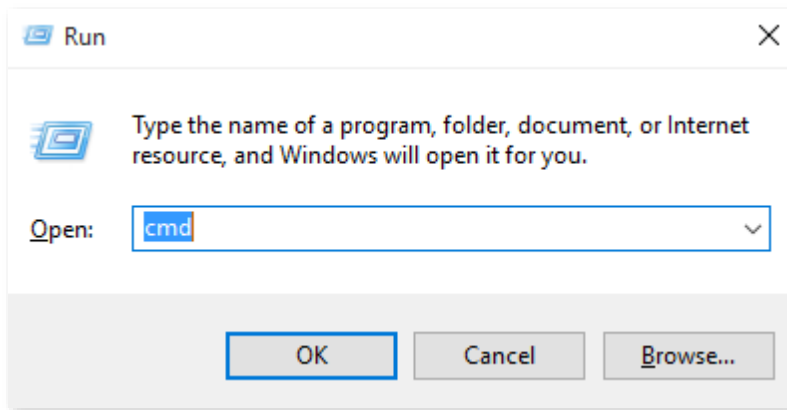 Run
Type the name of a program, folder, document, or Internet
resource, and Windows will open it for you.
Open: cmd
OK Cancel Browse...